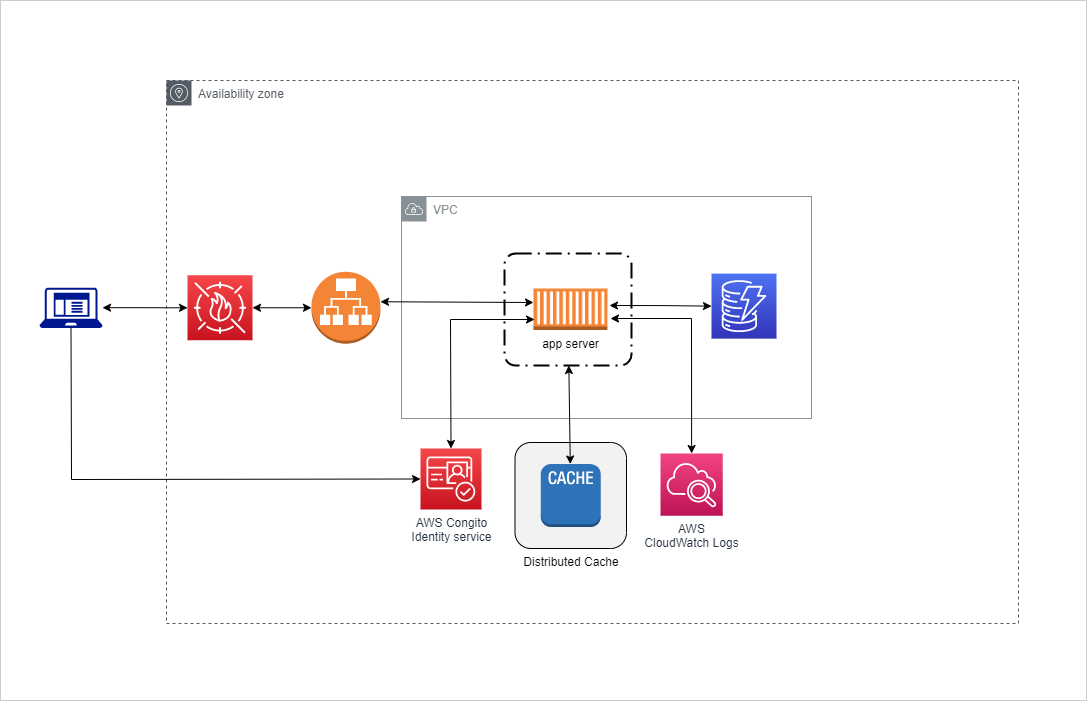 Availability zone
VPC
app server
CACHE
AWS Congito
Identity service
Distributed Cache
AWS
CloudWatch Logs